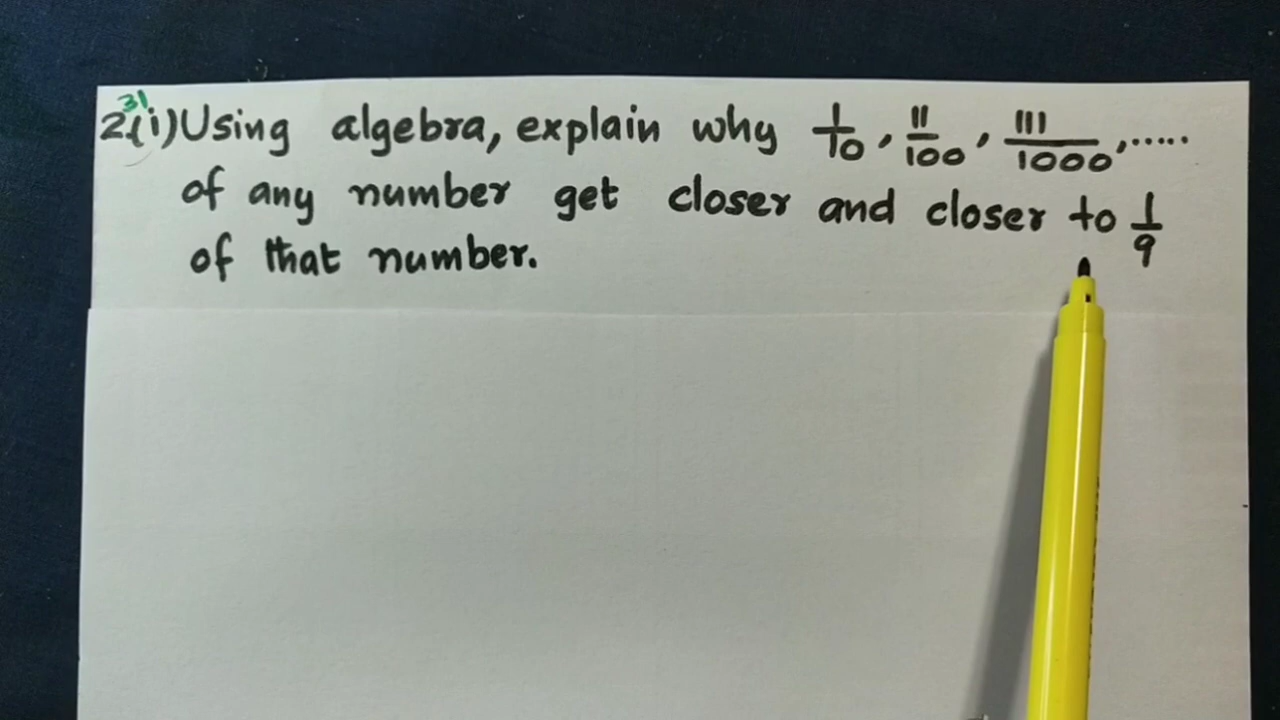 31
2(i) Using algebra, explain why 1/10, 11/100, 111/1000, .....
of any number get closer and closer to 1/9
of that number.